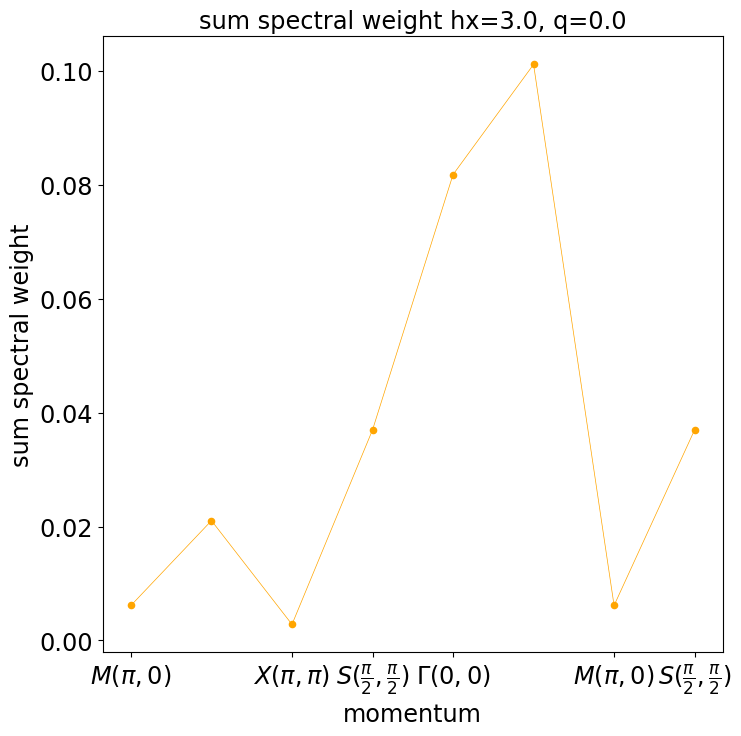 sum spectral weight hx=3.0, q=0.0
0.10
0.08
0.06
0.04
0.02
0.00
sum spectral weight
M(π, 0) X(π, π) S(π/2, π/2) Γ(0, 0) M(π, 0) S(π/2, π/2)
momentum